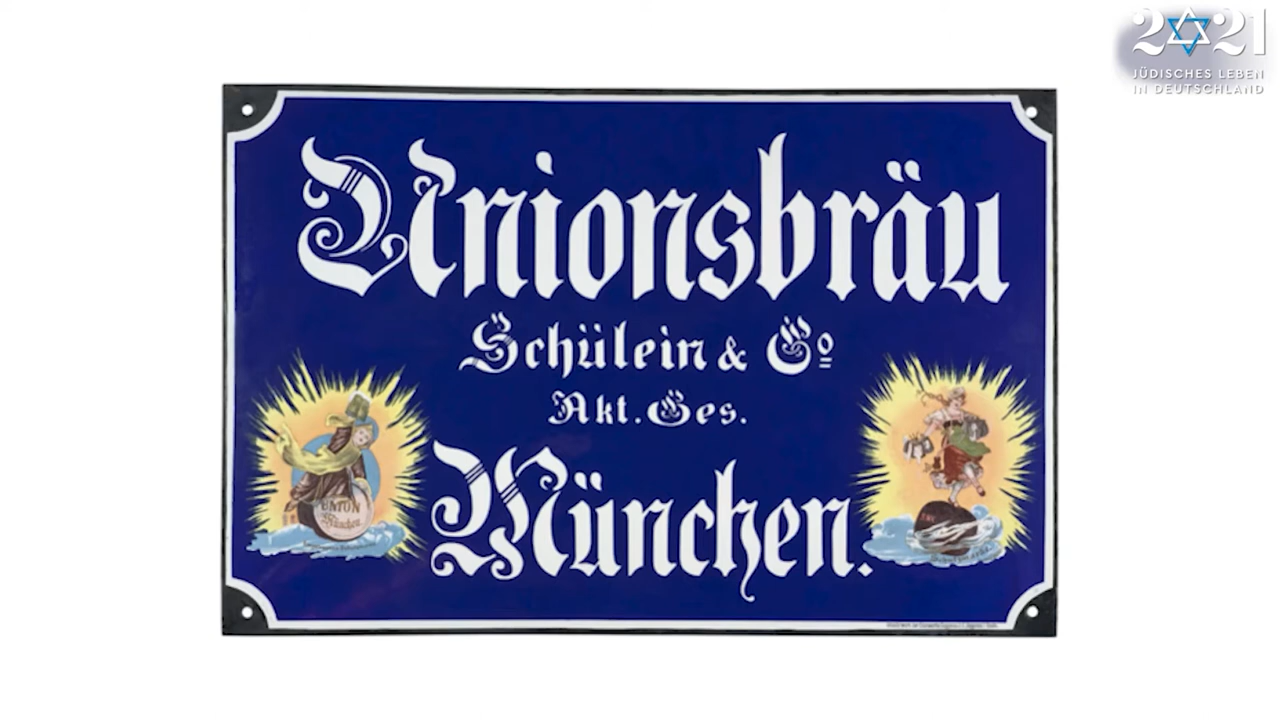 2021
JÜDISCHES LEBEN
IN DEUTSCHLAND
Unionsbräu
Schülein & Co
Akt. Ges.
München.
UNION
München